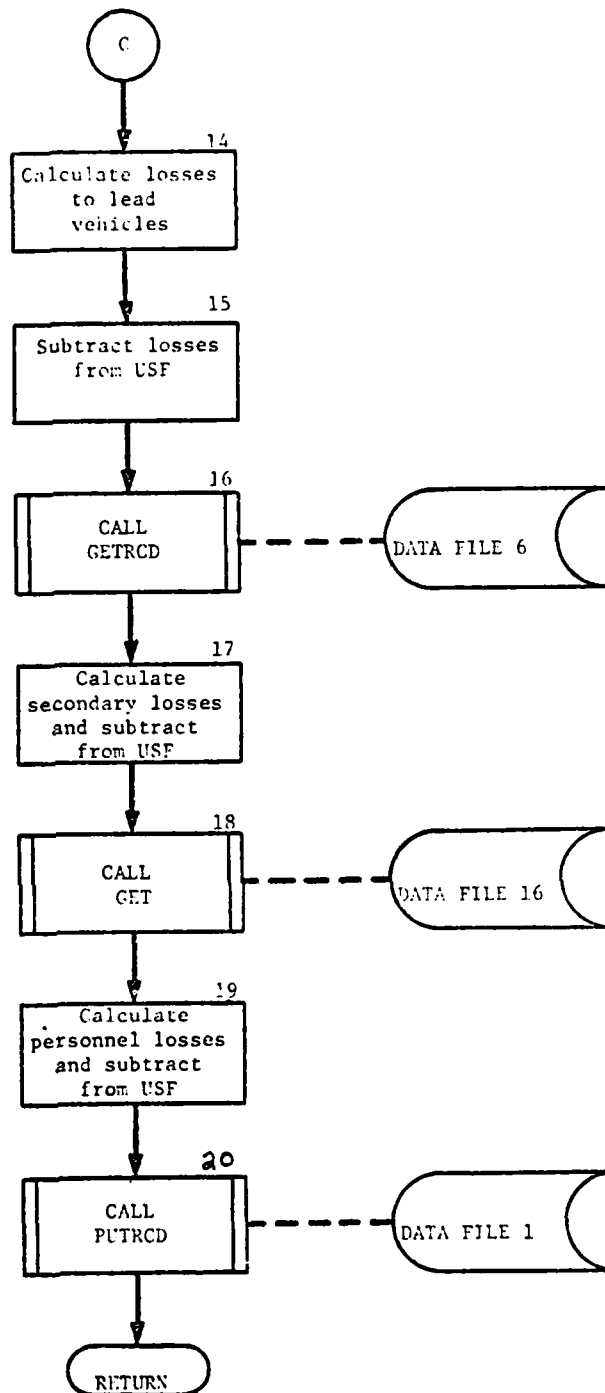 C
14
Calculate losses
to lead
vehicles
15
Subtract losses
from USF
16
CALL
GETRCD
DATA FILE 6
17
Calculate
secondary losses
and subtract
from USF
18
CALL
GET
DATA FILE 16
19
Calculate
personnel losses
and subtract
from USF
20
CALL
PUTRCD
DATA FILE 1
RETURN